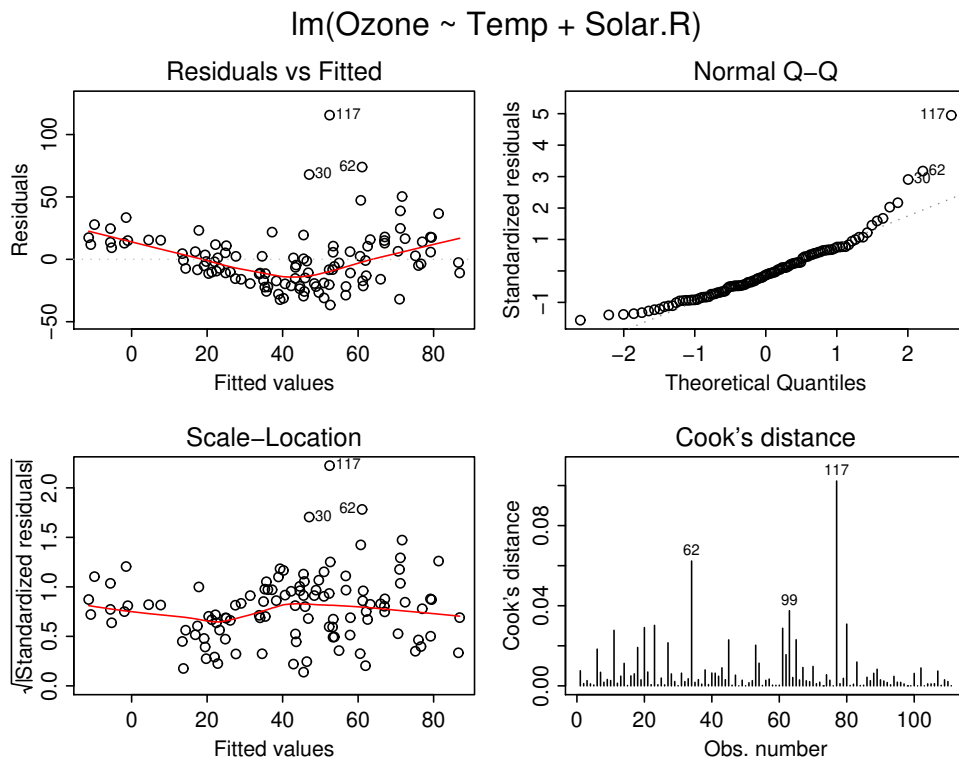 lm(Ozone ~ Temp + Solar.R)
Residuals vs Fitted
Residuals
−50 0 50 100
0 20 40 60 80
Fitted values
117
62
30
Normal Q−Q
Standardized residuals
−1 1 2 3 4 5
−2 −1 0 1 2
Theoretical Quantiles
117
62
30
Scale−Location
√|Standardized residuals|
0.0 0.5 1.0 1.5 2.0
0 20 40 60 80
Fitted values
117
62
30
Cook's distance
Cook's distance
0.00 0.04 0.08
0 20 40 60 80 100
Obs. number
117
62
99